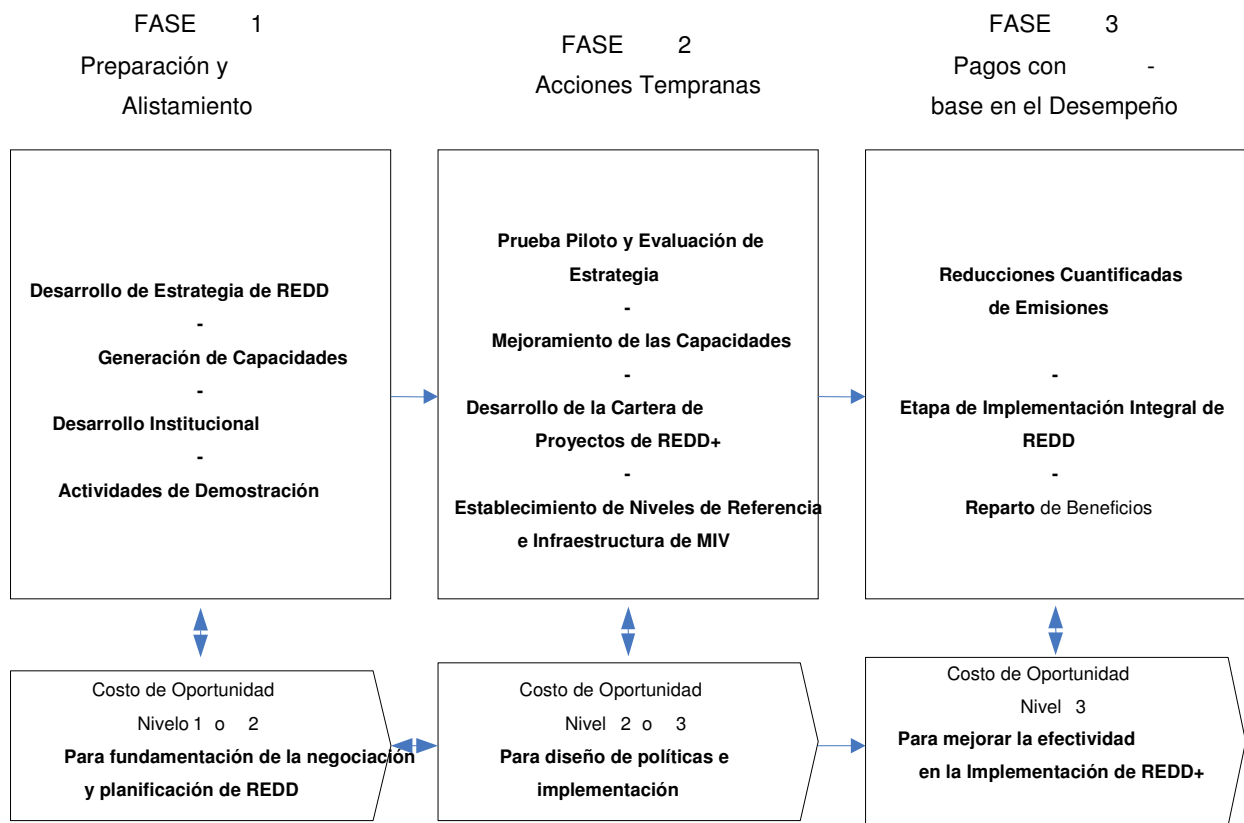 FASE 1
Preparación y
Alistamiento
FASE 2
Acciones Tempranas
FASE 3
Pagos con -
base en el Desempeño
Desarrollo de Estrategia de REDD
-
Generación de Capacidades
-
Desarrollo Institucional
-
Actividades de Demostración
Prueba Piloto y Evaluación de
Estrategia
-
Mejoramiento de las Capacidades
-
Desarrollo de la Cartera de
Proyectos de REDD+
-
Establecimiento de Niveles de Referencia
e Infraestructura de MIV
Reducciones Cuantificadas
de Emisiones
-
Etapa de Implementación Integral de
REDD
-
Reparto de Beneficios
Costo de Oportunidad
Nivelo 1 o 2
Para fundamentación de la negociación
y planificación de REDD
Costo de Oportunidad
Nivel 2 o 3
Para diseño de políticas e
implementación
Costo de Oportunidad
Nivel 3
Para mejorar la efectividad
en la Implementación de REDD+